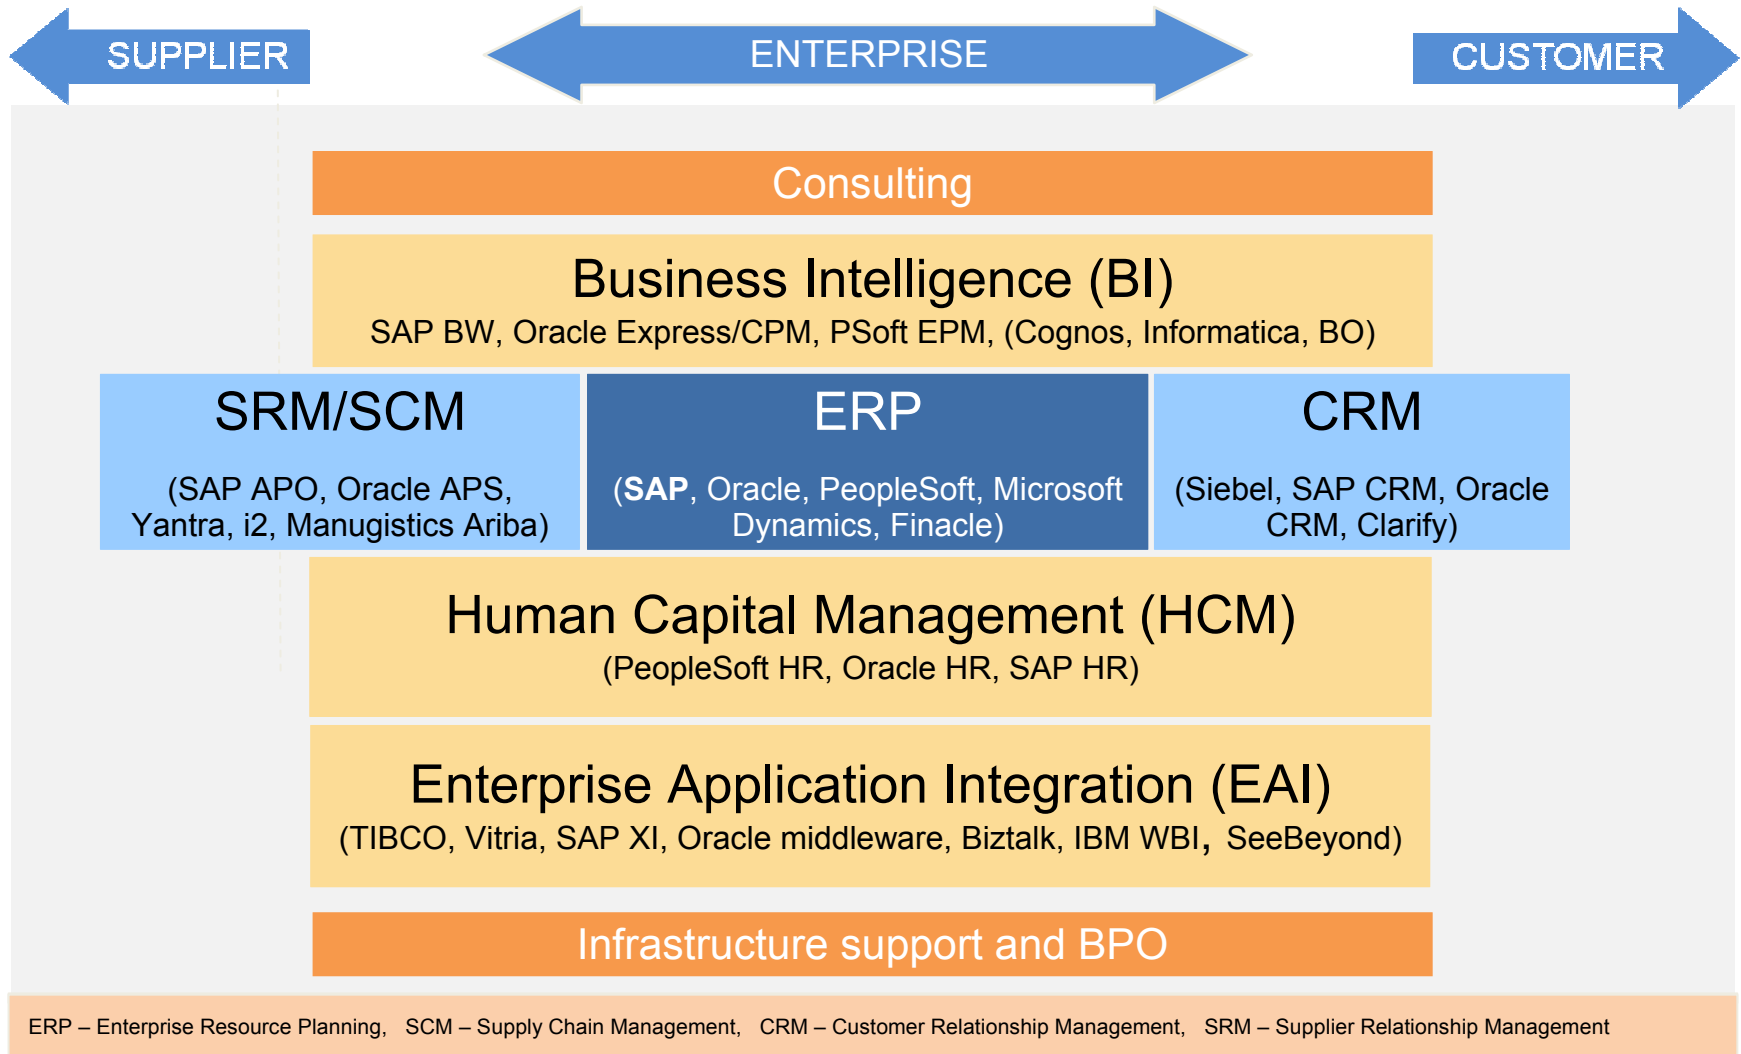 SUPPLIER
ENTERPRISE
CUSTOMER
Consulting
Business Intelligence (BI)
SAP BW, Oracle Express/CPM, PSoft EPM, (Cognos, Informatica, BO)
SRM/SCM
(SAP APO, Oracle APS,
Yantra, i2, Manugistics Ariba)
ERP
(SAP, Oracle, PeopleSoft, Microsoft
Dynamics, Finacle)
CRM
(Siebel, SAP CRM, Oracle
CRM, Clarify)
Human Capital Management (HCM)
(PeopleSoft HR, Oracle HR, SAP HR)
Enterprise Application Integration (EAI)
(TIBCO, Vitria, SAP XI, Oracle middleware, Biztalk, IBM WBI, SeeBeyond)
Infrastructure support and BPO
ERP – Enterprise Resource Planning, SCM – Supply Chain Management, CRM – Customer Relationship Management, SRM – Supplier Relationship Management